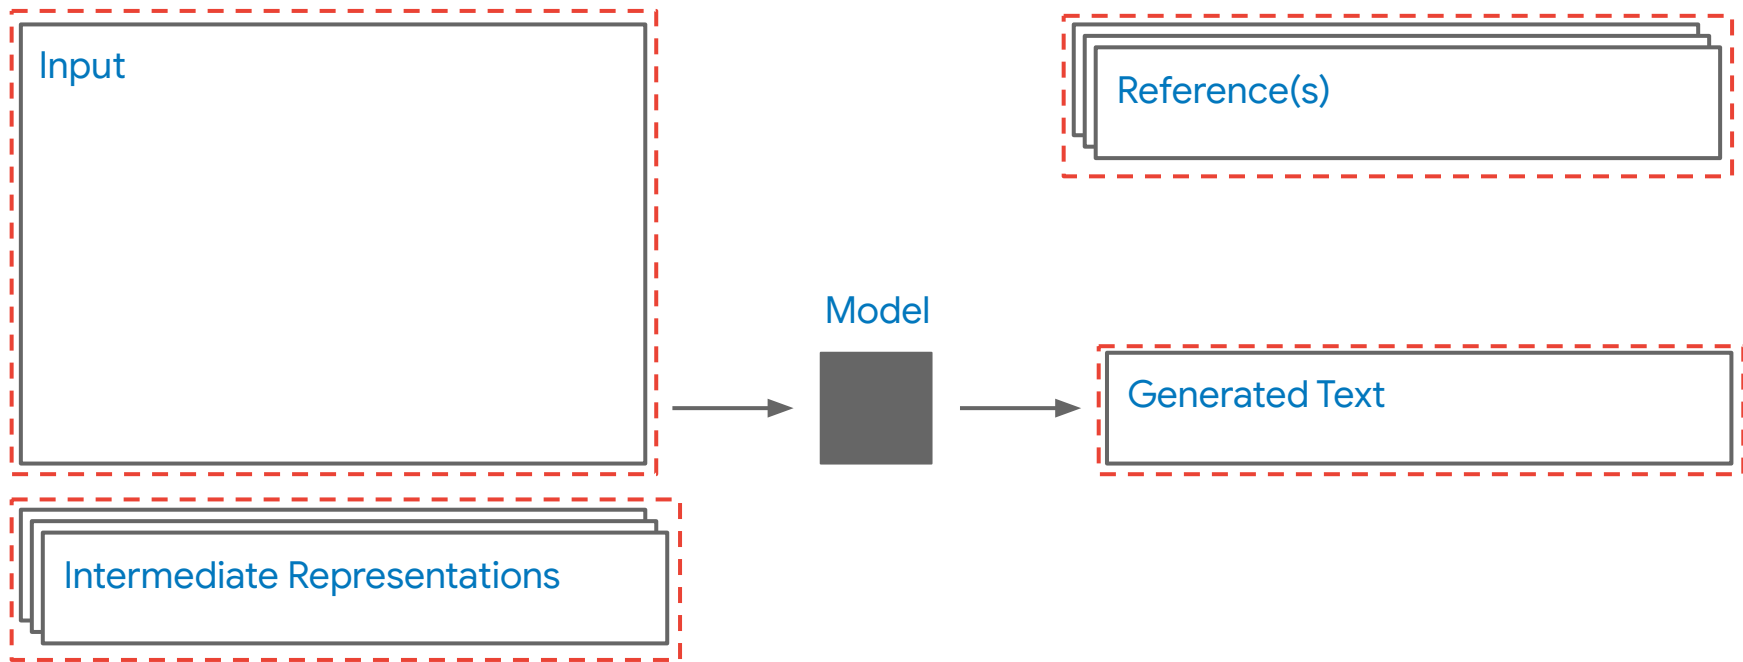 Input
Reference(s)
Model
Generated Text
Intermediate Representations